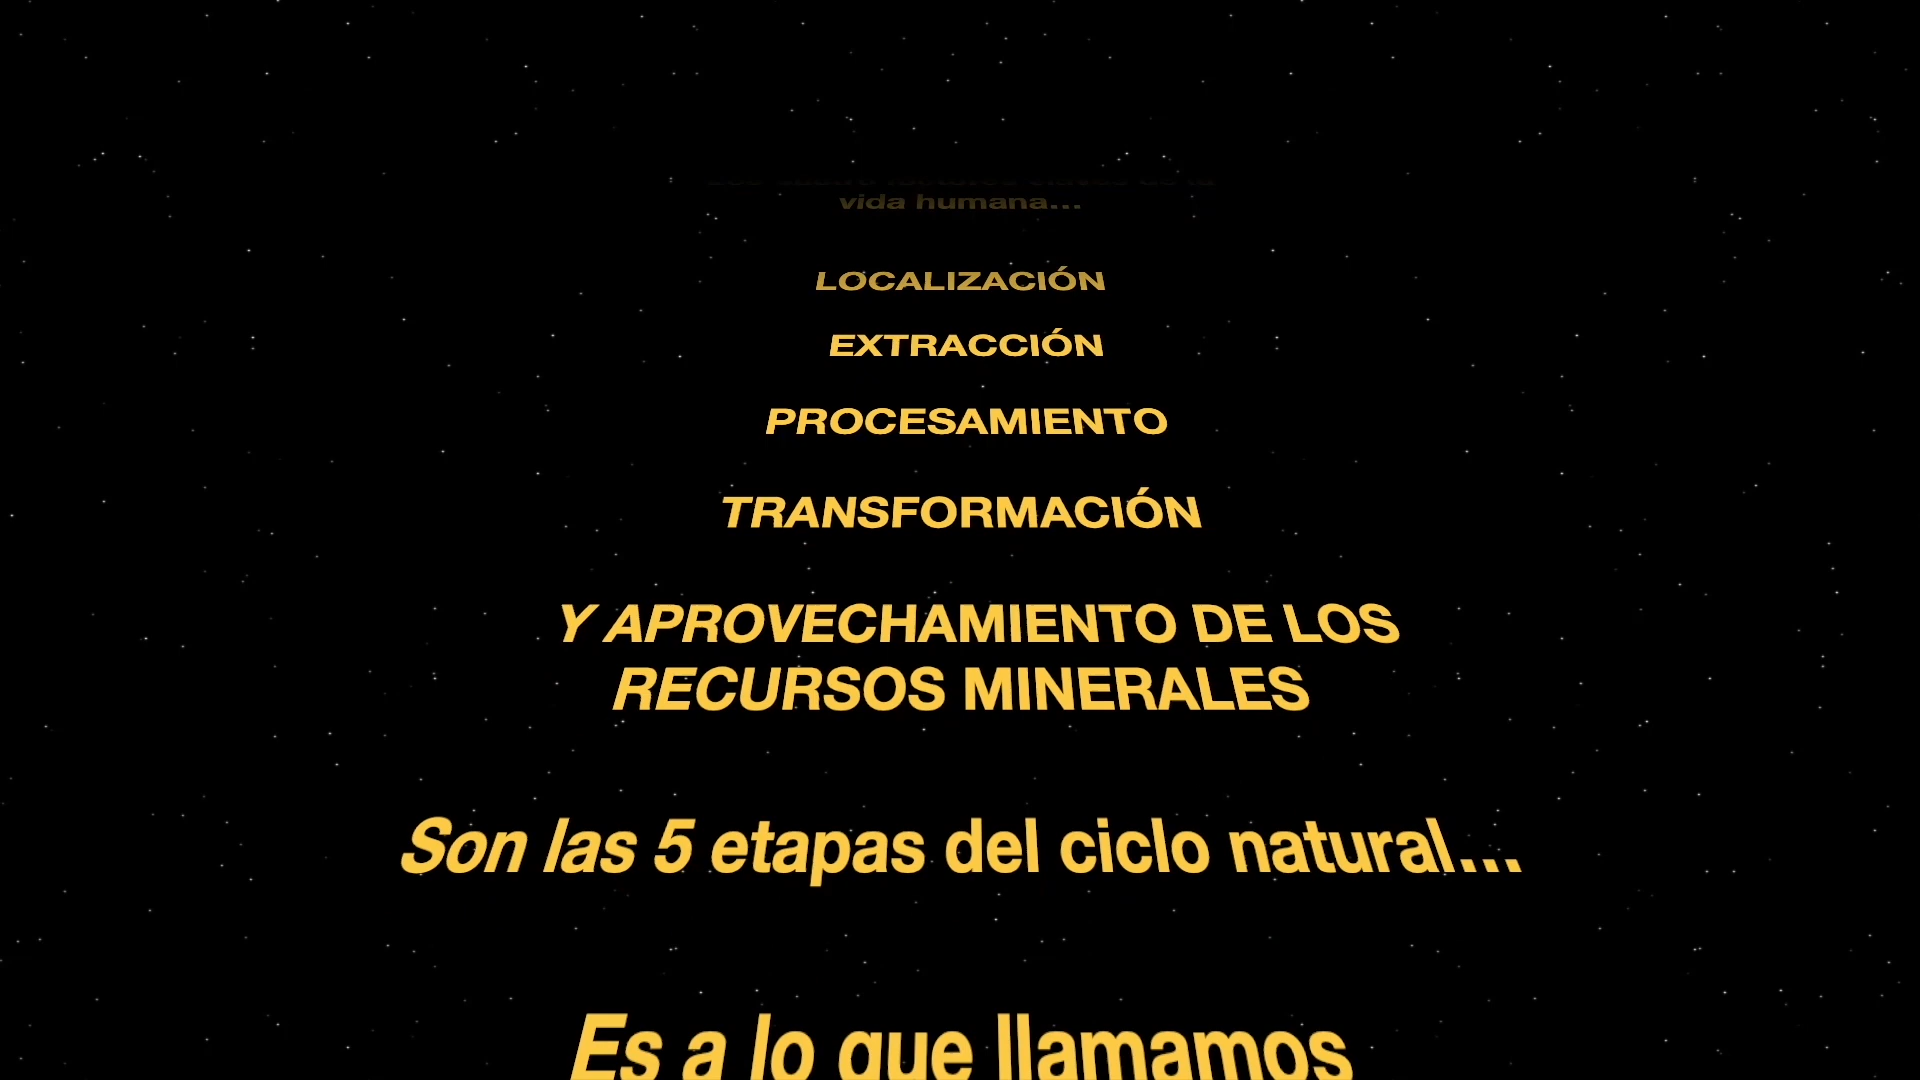 vida humana...
LOCALIZACIÓN
EXTRACCIÓN
PROCESAMIENTO
TRANSFORMACIÓN
Y APROVECHAMIENTO DE LOS
RECURSOS MINERALES
Son las 5 etapas del ciclo natural...
Es a lo que llamamos